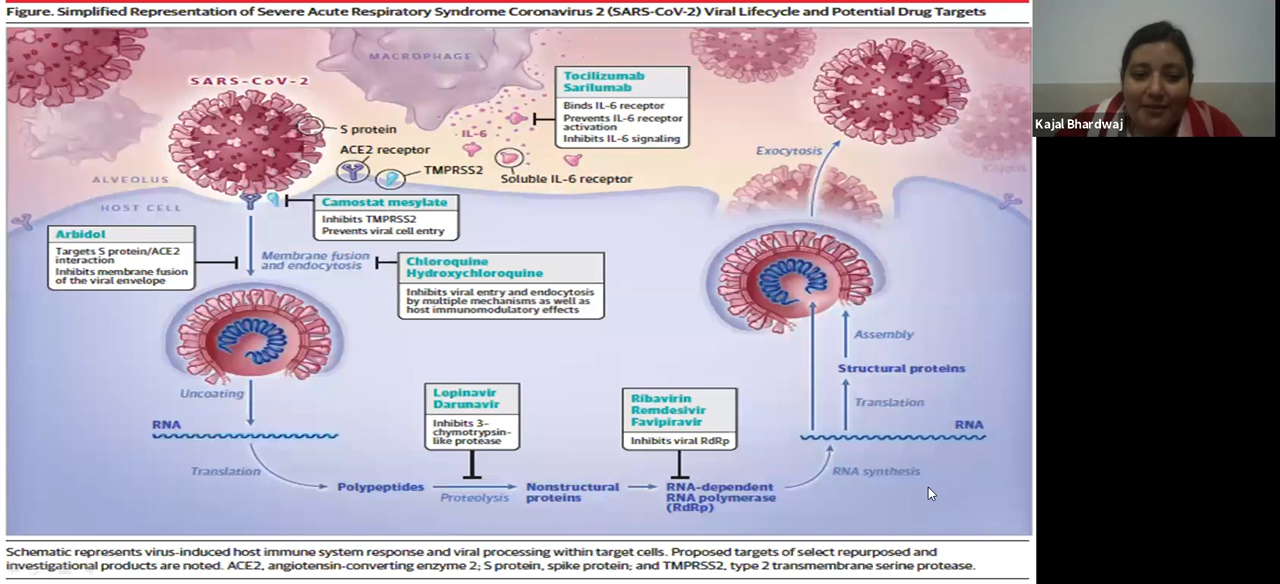 Figure. Simplified Representation of Severe Acute Respiratory Syndrome Coronavirus 2 (SARS-CoV-2) Viral Lifecycle and Potential Drug Targets
MACROPHAGE
SARS-CoV-2
S protein
ACE2 receptor
TMPRSS2
IL-6
Soluble IL-6 receptor
Tocilizumab
Sarilumab
Binds IL-6 receptor
Prevents IL-6 receptor
activation
Inhibits IL-6 signaling
Exocytosis
Kajal Bhardwaj
ALVEOLUS
HOST CELL
Camostat mesylate
Inhibits TMPRSS2
Prevents viral cell entry
Arbidol
Targets S protein/ACE2
interaction
Inhibits membrane fusion
of the viral envelope
Membrane fusion
and endocytosis
Chloroquine
Hydroxychloroquine
Inhibits viral entry and endocytosis
by multiple mechanisms as well as
host immunomodulatory effects
Uncoating
RNA
Translation
Polypeptides
Proteolysis
Lopinavir
Darunavir
Inhibits 3-
chymotrypsin-
like protease
Nonstructural
proteins
Ribavirin
Remdesivir
Favipiravir
Inhibits viral RdRp
RNA-dependent
RNA polymerase
(RdRp)
RNA synthesis
RNA
Translation
Structural proteins
Assembly
Schematic represents virus-induced host immune system response and viral processing within target cells. Proposed targets of select repurposed and
investigational products are noted. ACE2, angiotensin-converting enzyme 2; S protein, spike protein; and TMPRSS2, type 2 transmembrane serine protease.